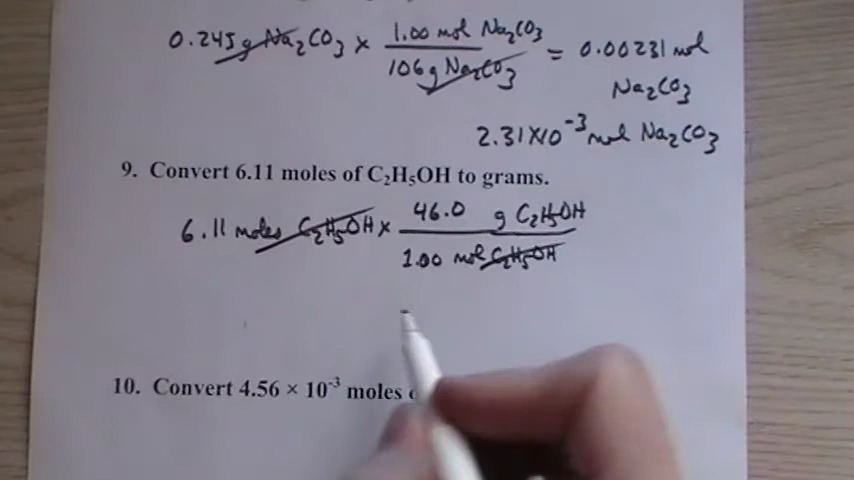 0.245 g Na₂CO₃ × 1.00 mol Na₂CO₃
106 g Na₂CO₃ = 0.00231 mol
Na₂CO₃
2.31×10⁻³ mol Na₂CO₃
9. Convert 6.11 moles of C₂H₅OH to grams.
6.11 moles C₂H₅OH × 46.0 g C₂H₅OH
1.00 mol C₂H₅OH
10. Convert 4.56 × 10⁻³ moles